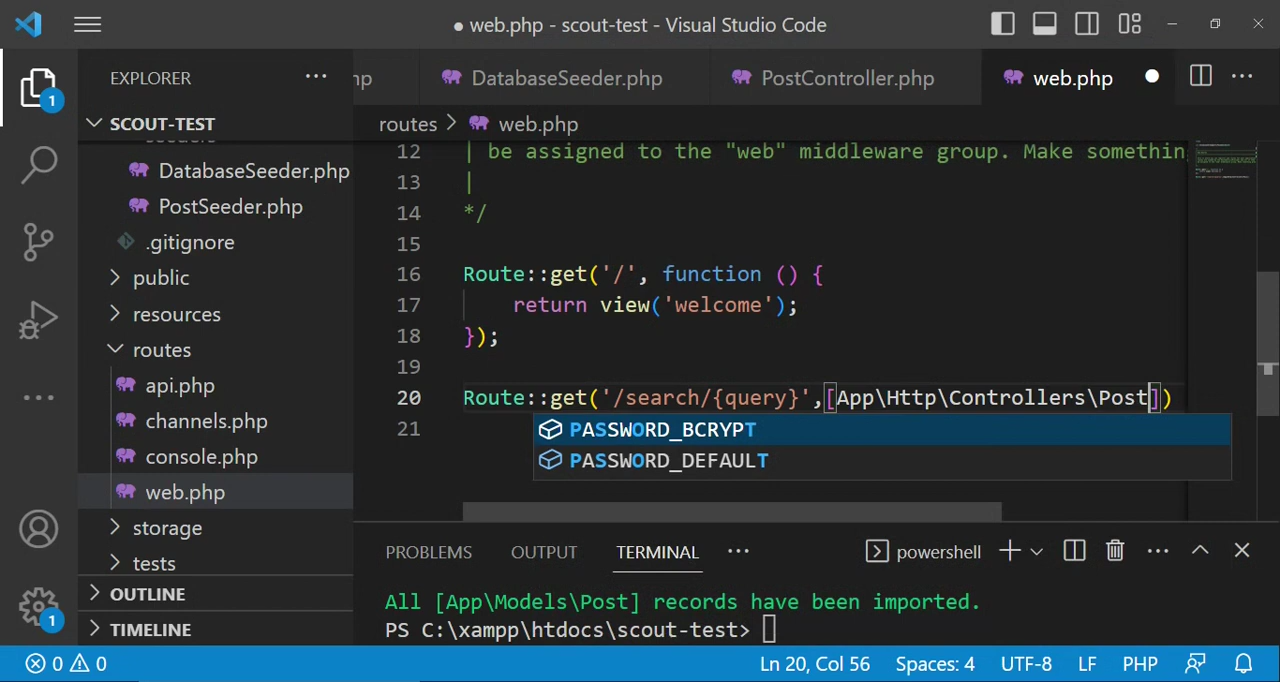 ● web.php - scout-test - Visual Studio Code
EXPLORER
DatabaseSeeder.php
PostController.php
web.php
1
SCOUT-TEST
routes > web.php
DatabaseSeeder.php
PostSeeder.php
.gitignore
public
resources
routes
api.php
channels.php
console.php
web.php
storage
tests
OUTLINE
TIMELINE
1
12 | be assigned to the "web" middleware group. Make somethin
13 |
14 */
15
16 Route::get('/', function () {
17 return view('welcome');
18 });
19
20 Route::get('/search/{query}',[App\Http\Controllers\Post])
21
PASSWORD_BCRYPT
PASSWORD_DEFAULT
PROBLEMS OUTPUT TERMINAL
powershell
All [App\Models\Post] records have been imported.
PS C:\xampp\htdocs\scout-test>
0 0
Ln 20, Col 56 Spaces: 4 UTF-8 LF PHP